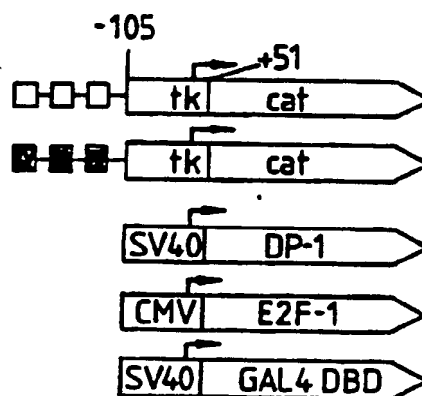 -105
+51
tk cat
tk cat
SV40 DP-1
CMV E2F-1
SV40 GAL4 DBD